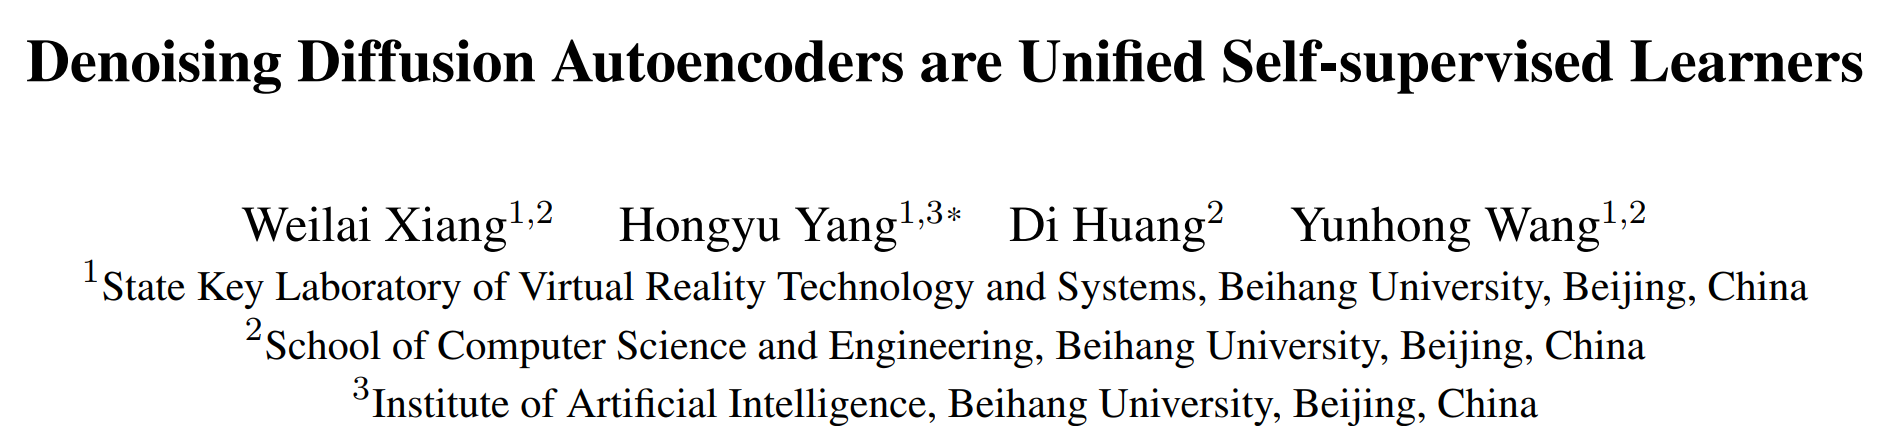 Denoising Diffusion Autoencoders are Unified Self-supervised Learners
Weilai Xiang1,2 Hongyu Yang1,3* Di Huang2 Yunhong Wang1,2
1State Key Laboratory of Virtual Reality Technology and Systems, Beihang University, Beijing, China
2School of Computer Science and Engineering, Beihang University, Beijing, China
3Institute of Artificial Intelligence, Beihang University, Beijing, China